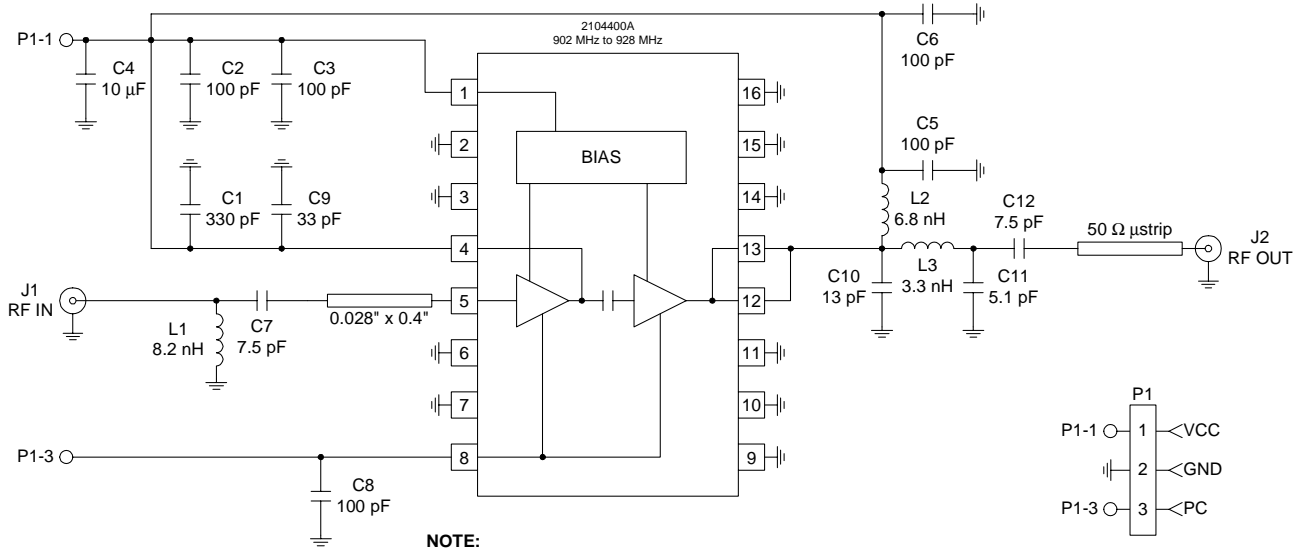 2104400A
902 MHz to 928 MHz
P1-1
C4
10 µF
C2
100 pF
C3
100 pF
C6
100 pF
1
16
2
15
BIAS
C5
100 pF
3
14
C1
330 pF
C9
33 pF
L2
6.8 nH
C12
7.5 pF
50 Ω µstrip
J2
RF OUT
4
13
C10
13 pF
L3
3.3 nH
C11
5.1 pF
J1
RF IN
5
12
L1
8.2 nH
C7
7.5 pF
0.028" x 0.4"
6
11
7
10
P1
P1-1
1
VCC
2
GND
P1-3
3
PC
P1-3
8
9
C8
100 pF
NOTE: